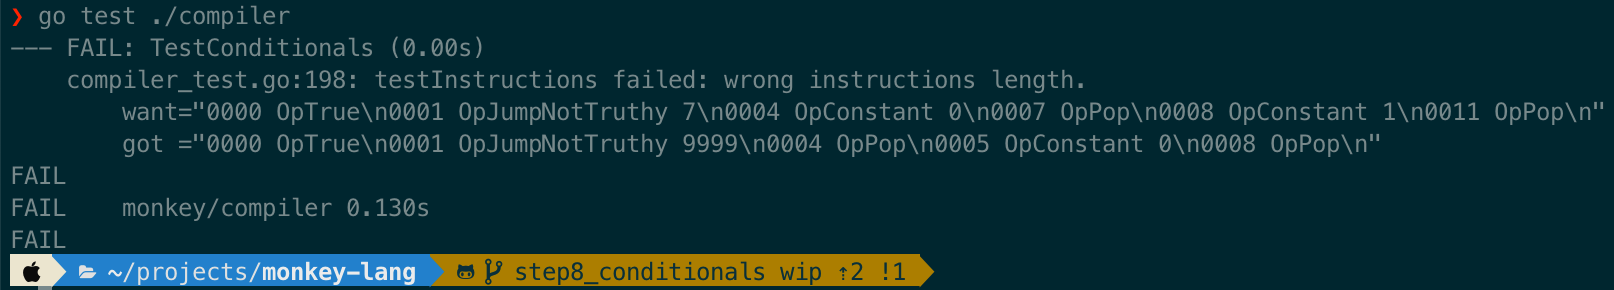 ❯ go test ./compiler
--- FAIL: TestConditionals (0.00s)
    compiler_test.go:198: testInstructions failed: wrong instructions length.
        want="0000 OpTrue\n0001 OpJumpNotTruthy 7\n0004 OpConstant 0\n0007 OpPop\n0008 OpConstant 1\n0011 OpPop\n"
        got ="0000 OpTrue\n0001 OpJumpNotTruthy 9999\n0004 OpPop\n0005 OpConstant 0\n0008 OpPop\n"
FAIL
FAIL    monkey/compiler 0.130s
FAIL
~/projects/monkey-lang step8_conditionals wip ⇡2 !1